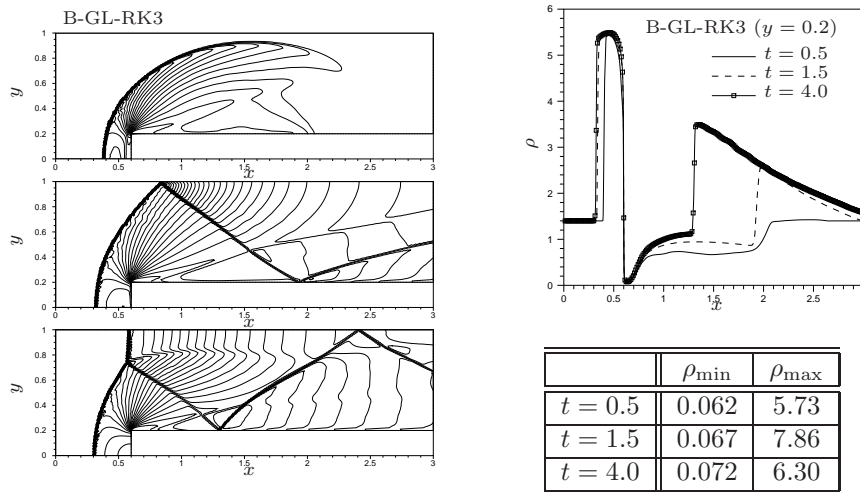 B-GL-RK3
1
0.8
0.6
y
0.4
0.2
0
0 0.5 1 1.5 2 2.5 3
x
1
0.8
0.6
y
0.4
0.2
0
0 0.5 1 1.5 2 2.5 3
x
1
0.8
0.6
y
0.4
0.2
0
0 0.5 1 1.5 2 2.5 3
x
B-GL-RK3 (y = 0.2)
t = 0.5
t = 1.5
t = 4.0
6
5
4
ρ
3
2
1
0
0 0.5 1 1.5 2 2.5 3
x
ρmin ρmax
t = 0.5 0.062 5.73
t = 1.5 0.067 7.86
t = 4.0 0.072 6.30